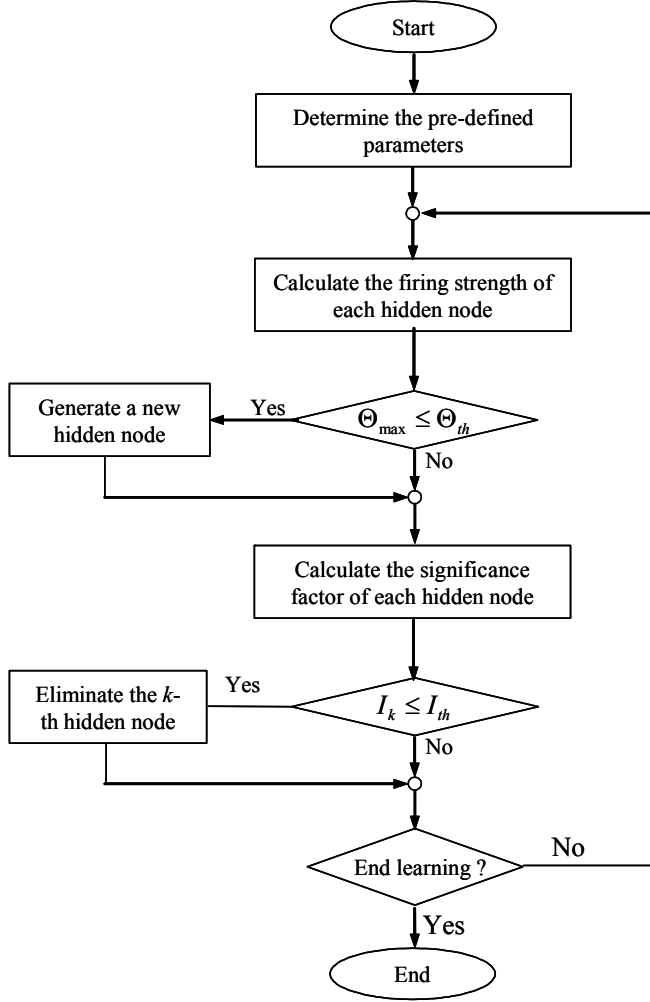 Start
Determine the pre-defined
parameters
Calculate the firing strength of
each hidden node
Generate a new
hidden node
Yes
Θmax ≤ Θth
No
Calculate the significance
factor of each hidden node
Eliminate the k-
th hidden node
Yes
Ik ≤ Ith
No
End learning ?
No
Yes
End